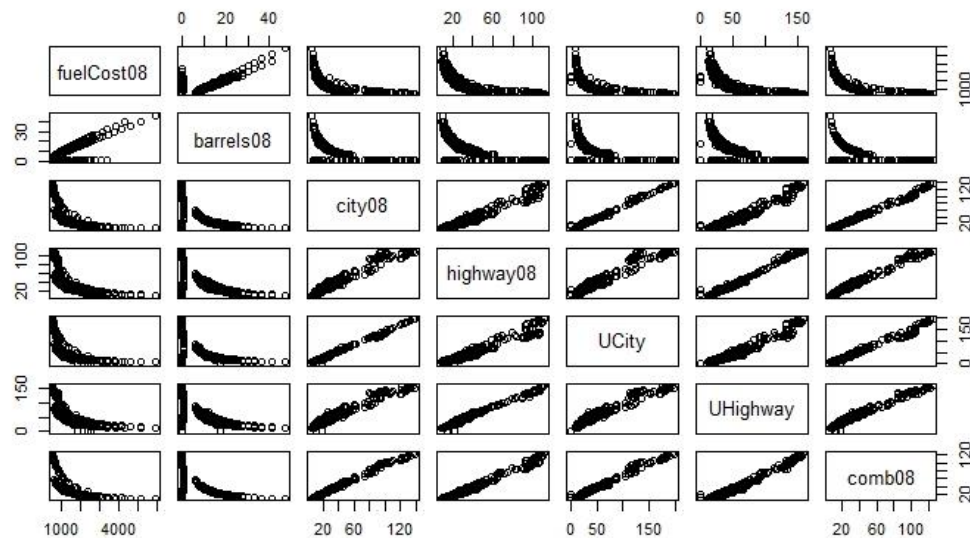 0 20 40
20 60 100
0 50 150
fuelCost08
1000
30
0
barrels08
city08
20 120
20 100
highway08
UCity
0 150
0 150
UHighway
comb08
20 120
1000 4000
20 60 120
0 50 150
20 60 100